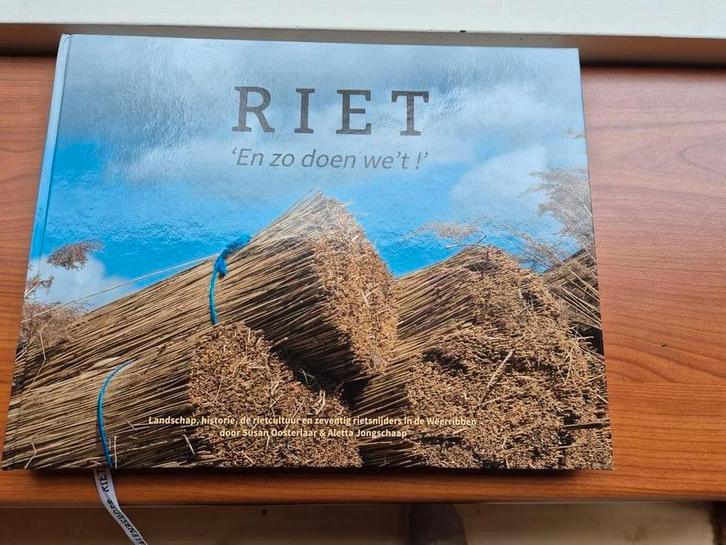 RIET
‘En zo doen we’t !’
Landschap, historie, de rietcultuur en zeventig rietsnijders in de Weerribben
door Susan Oosterlaar & Aletta Jongschaap
RIET